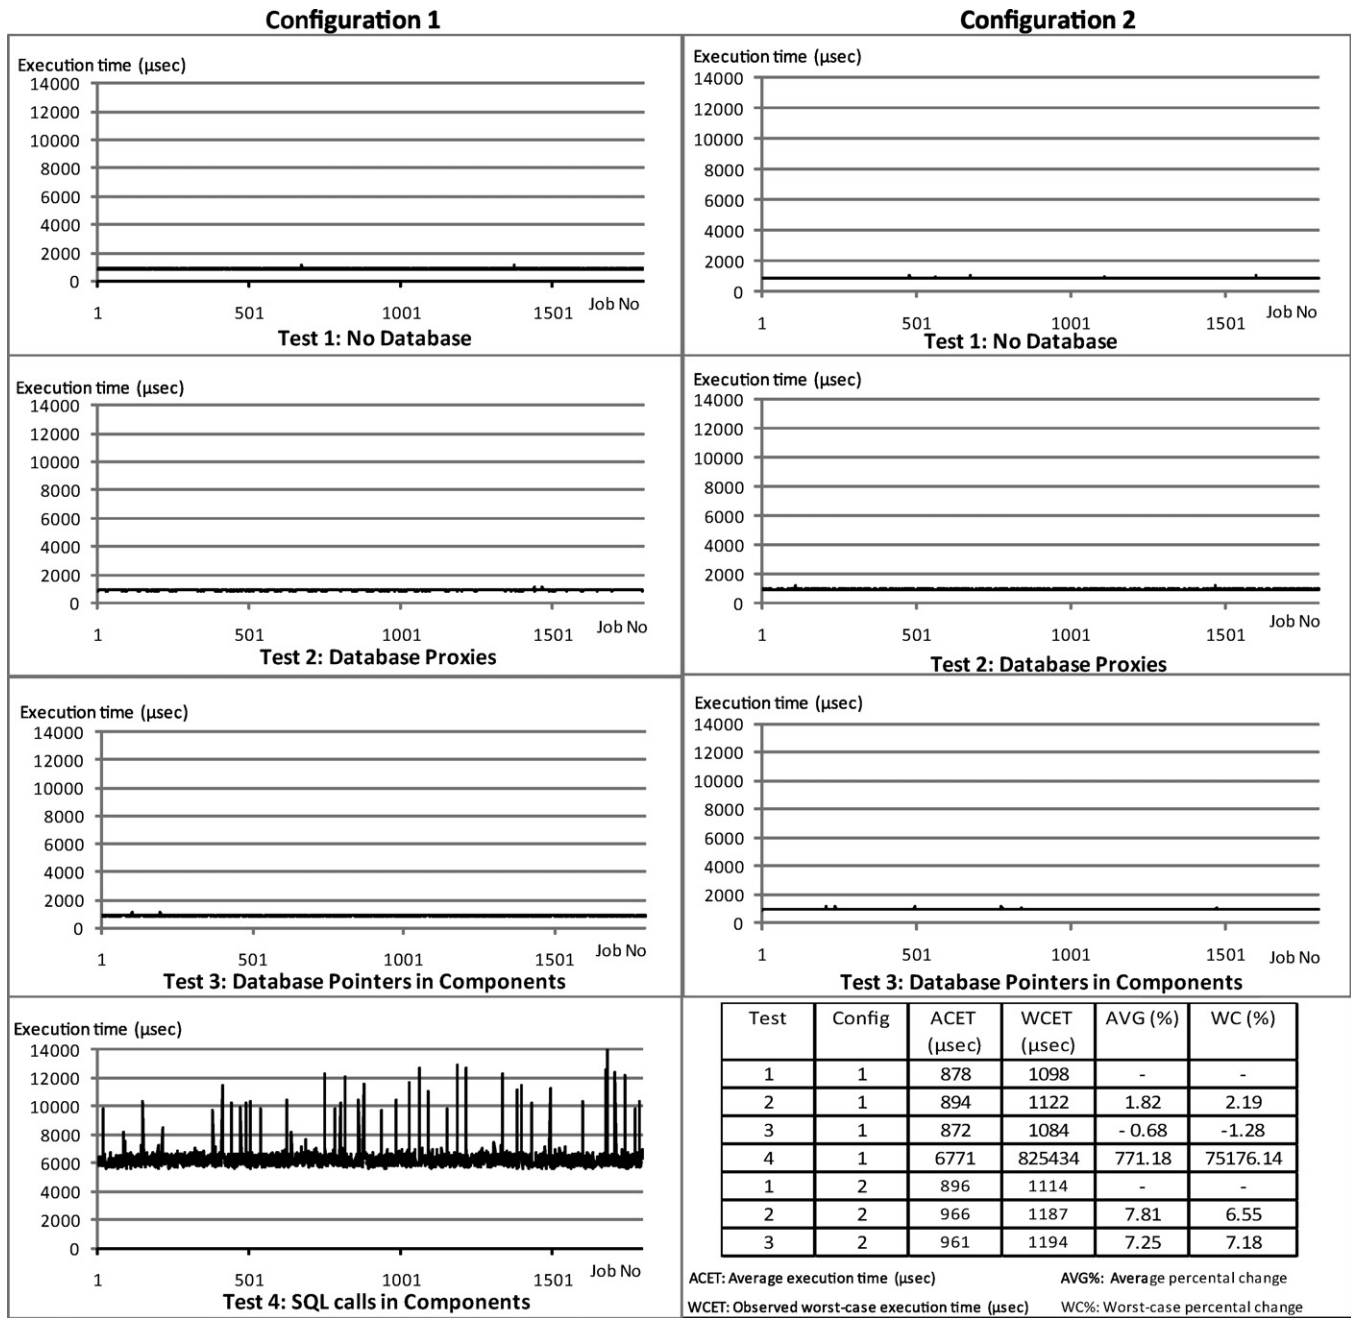 Configuration 1
Configuration 2
Execution time (µsec)
14000
12000
10000
8000
6000
4000
2000
0
1 501 1001 1501 Job No
Test 1: No Database
Execution time (µsec)
14000
12000
10000
8000
6000
4000
2000
0
1 501 1001 1501 Job No
Test 1: No Database
Execution time (µsec)
14000
12000
10000
8000
6000
4000
2000
0
1 501 1001 1501 Job No
Test 2: Database Proxies
Execution time (µsec)
14000
12000
10000
8000
6000
4000
2000
0
1 501 1001 1501 Job No
Test 2: Database Proxies
Execution time (µsec)
14000
12000
10000
8000
6000
4000
2000
0
1 501 1001 1501 Job No
Test 3: Database Pointers in Components
Execution time (µsec)
14000
12000
10000
8000
6000
4000
2000
0
1 501 1001 1501 Job No
Test 3: Database Pointers in Components
Execution time (µsec)
14000
12000
10000
8000
6000
4000
2000
0
1 501 1001 1501 Job No
Test 4: SQL calls in Components
Test Config ACET (µsec) WCET (µsec) AVG (%) WC (%)
1 1 878 1098 - -
2 1 894 1122 1.82 2.19
3 1 872 1084 - 0.68 -1.28
4 1 6771 825434 771.18 75176.14
1 2 896 1114 - -
2 2 966 1187 7.81 6.55
3 2 961 1194 7.25 7.18
ACET: Average execution time (µsec) AVG%: Average percental change
WCET: Observed worst-case execution time (µsec) WC%: Worst-case percental change